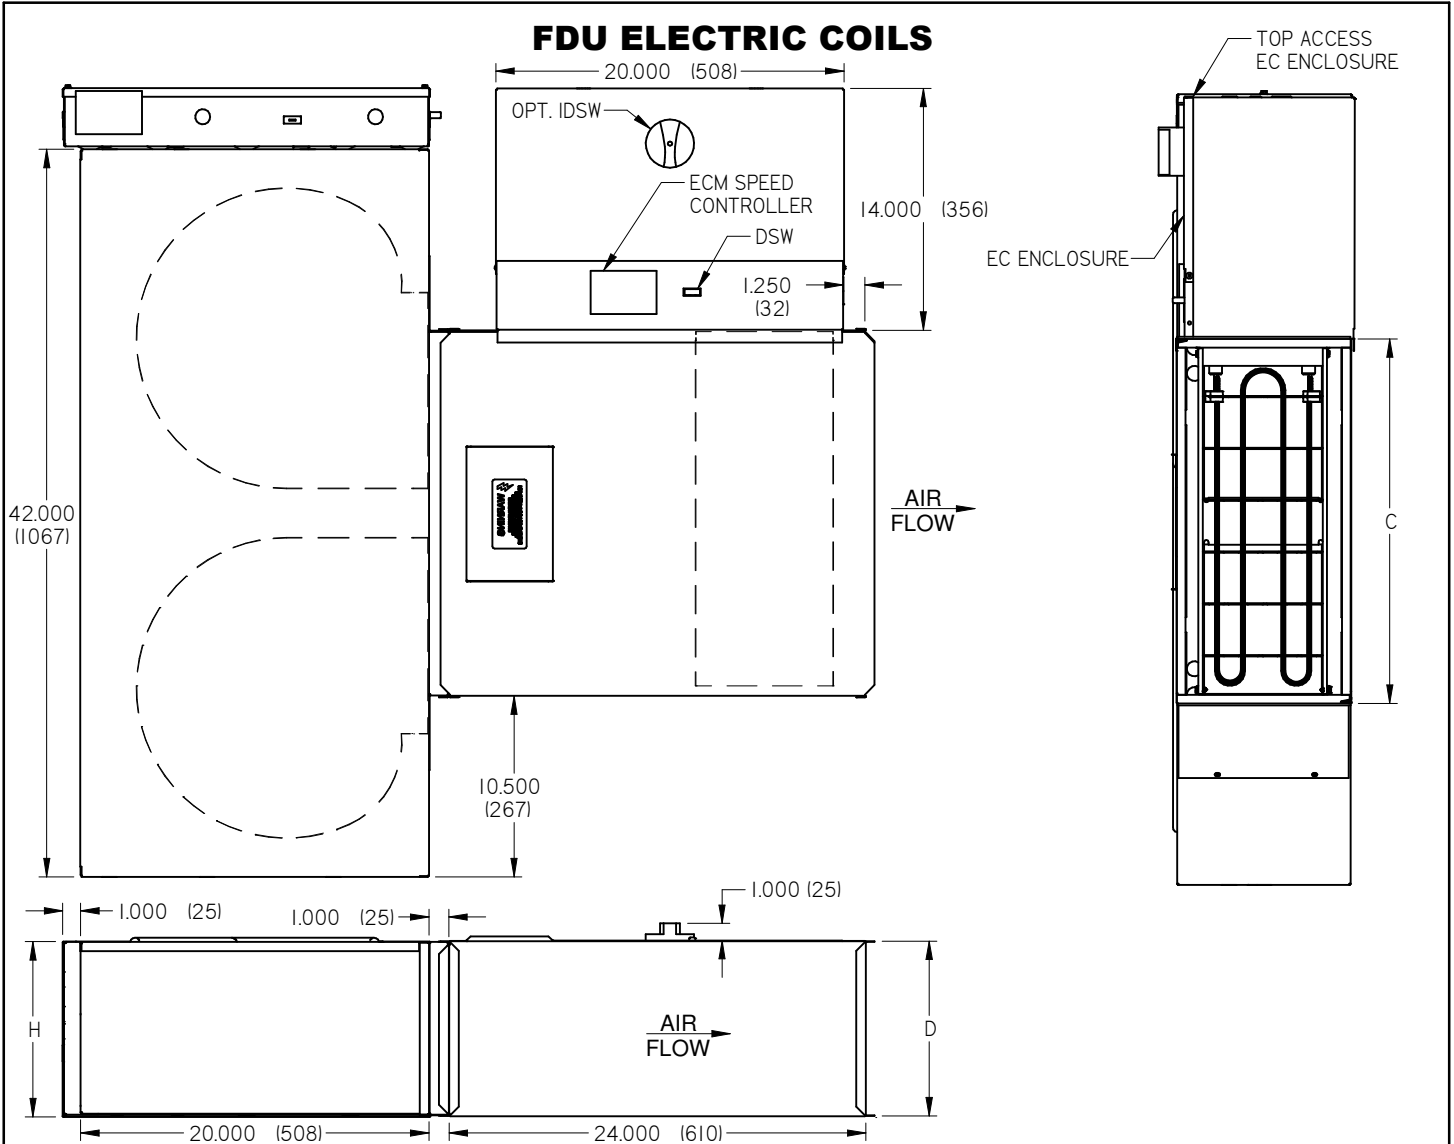 FDU ELECTRIC COILS
20.000 (508)
OPT. IDSW
ECM SPEED
CONTROLLER
DSW
14.000 (356)
1.250
(32)
TOP ACCESS
EC ENCLOSURE
EC ENCLOSURE
42.000
(1067)
AIR
FLOW
C
10.500
(267)
1.000 (25)
1.000 (25)
1.000 (25)
H
AIR
FLOW
D
20.000 (508)
24.000 (610)